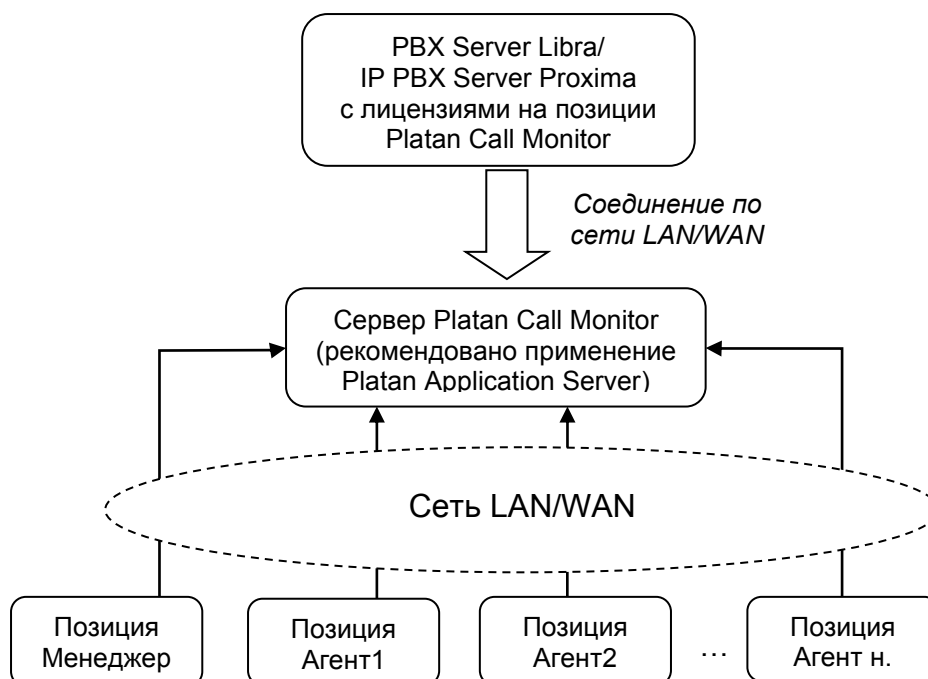 PBX Server Libra/
IP PBX Server Proxima
с лицензиями на позиции
Platan Call Monitor
Соединение по
сети LAN/WAN
Сервер Platan Call Monitor
(рекомендовано применение
Platan Application Server)
Сеть LAN/WAN
Позиция
Менеджер
Позиция
Агент1
Позиция
Агент2
...
Позиция
Агент н.